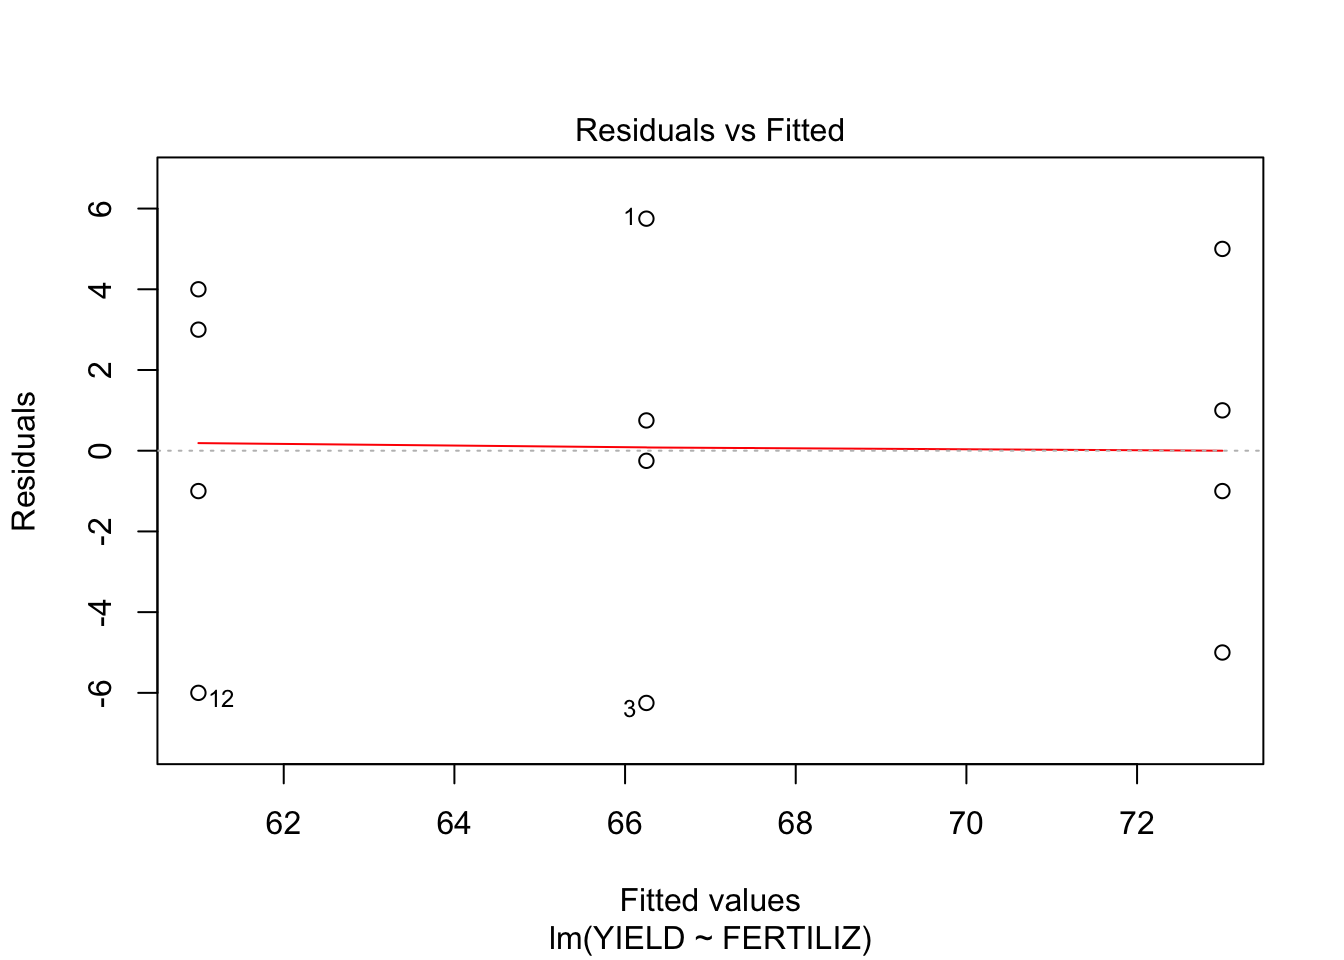 Residuals vs Fitted
6
4
2
0
-2
-4
-6
Residuals
1
12
3
62 64 66 68 70 72
Fitted values
lm(YIELD ~ FERTILIZ)